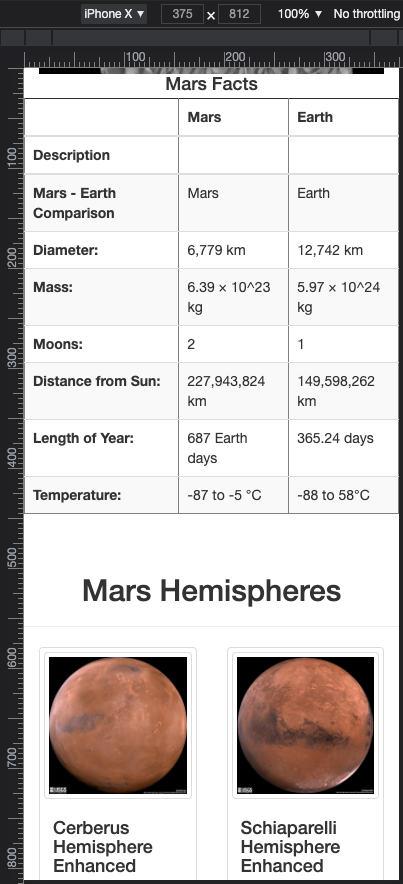 iPhone X ▼ 375 × 812 100% ▼ No throttling
100 200 300
Mars Facts
Mars Earth
Description
Mars - Earth Comparison Mars Earth
Diameter: 6,779 km 12,742 km
Mass: 6.39 × 10^23 kg 5.97 × 10^24 kg
Moons: 2 1
Distance from Sun: 227,943,824 km 149,598,262 km
Length of Year: 687 Earth days 365.24 days
Temperature: -87 to -5 °C -88 to 58°C
100
200
300
400
500
600
700
800
Mars Hemispheres
USGS
USGS
Cerberus
Hemisphere
Enhanced
Schiaparelli
Hemisphere
Enhanced